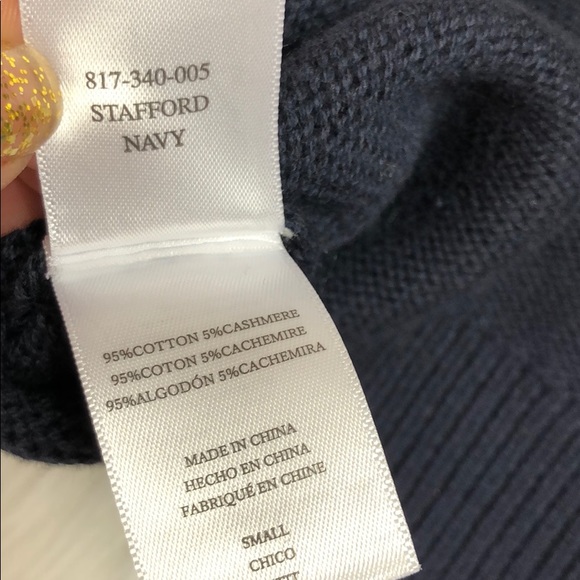 817-340-005
STAFFORD
NAVY
95%COTTON 5%CASHMERE
95%COTON 5%CACHEMIRE
95%ALGODÓN 5%CACHEMIRA
MADE IN CHINA
HECHO EN CHINA
FABRIQUÉ EN CHINE
SMALL
CHICO